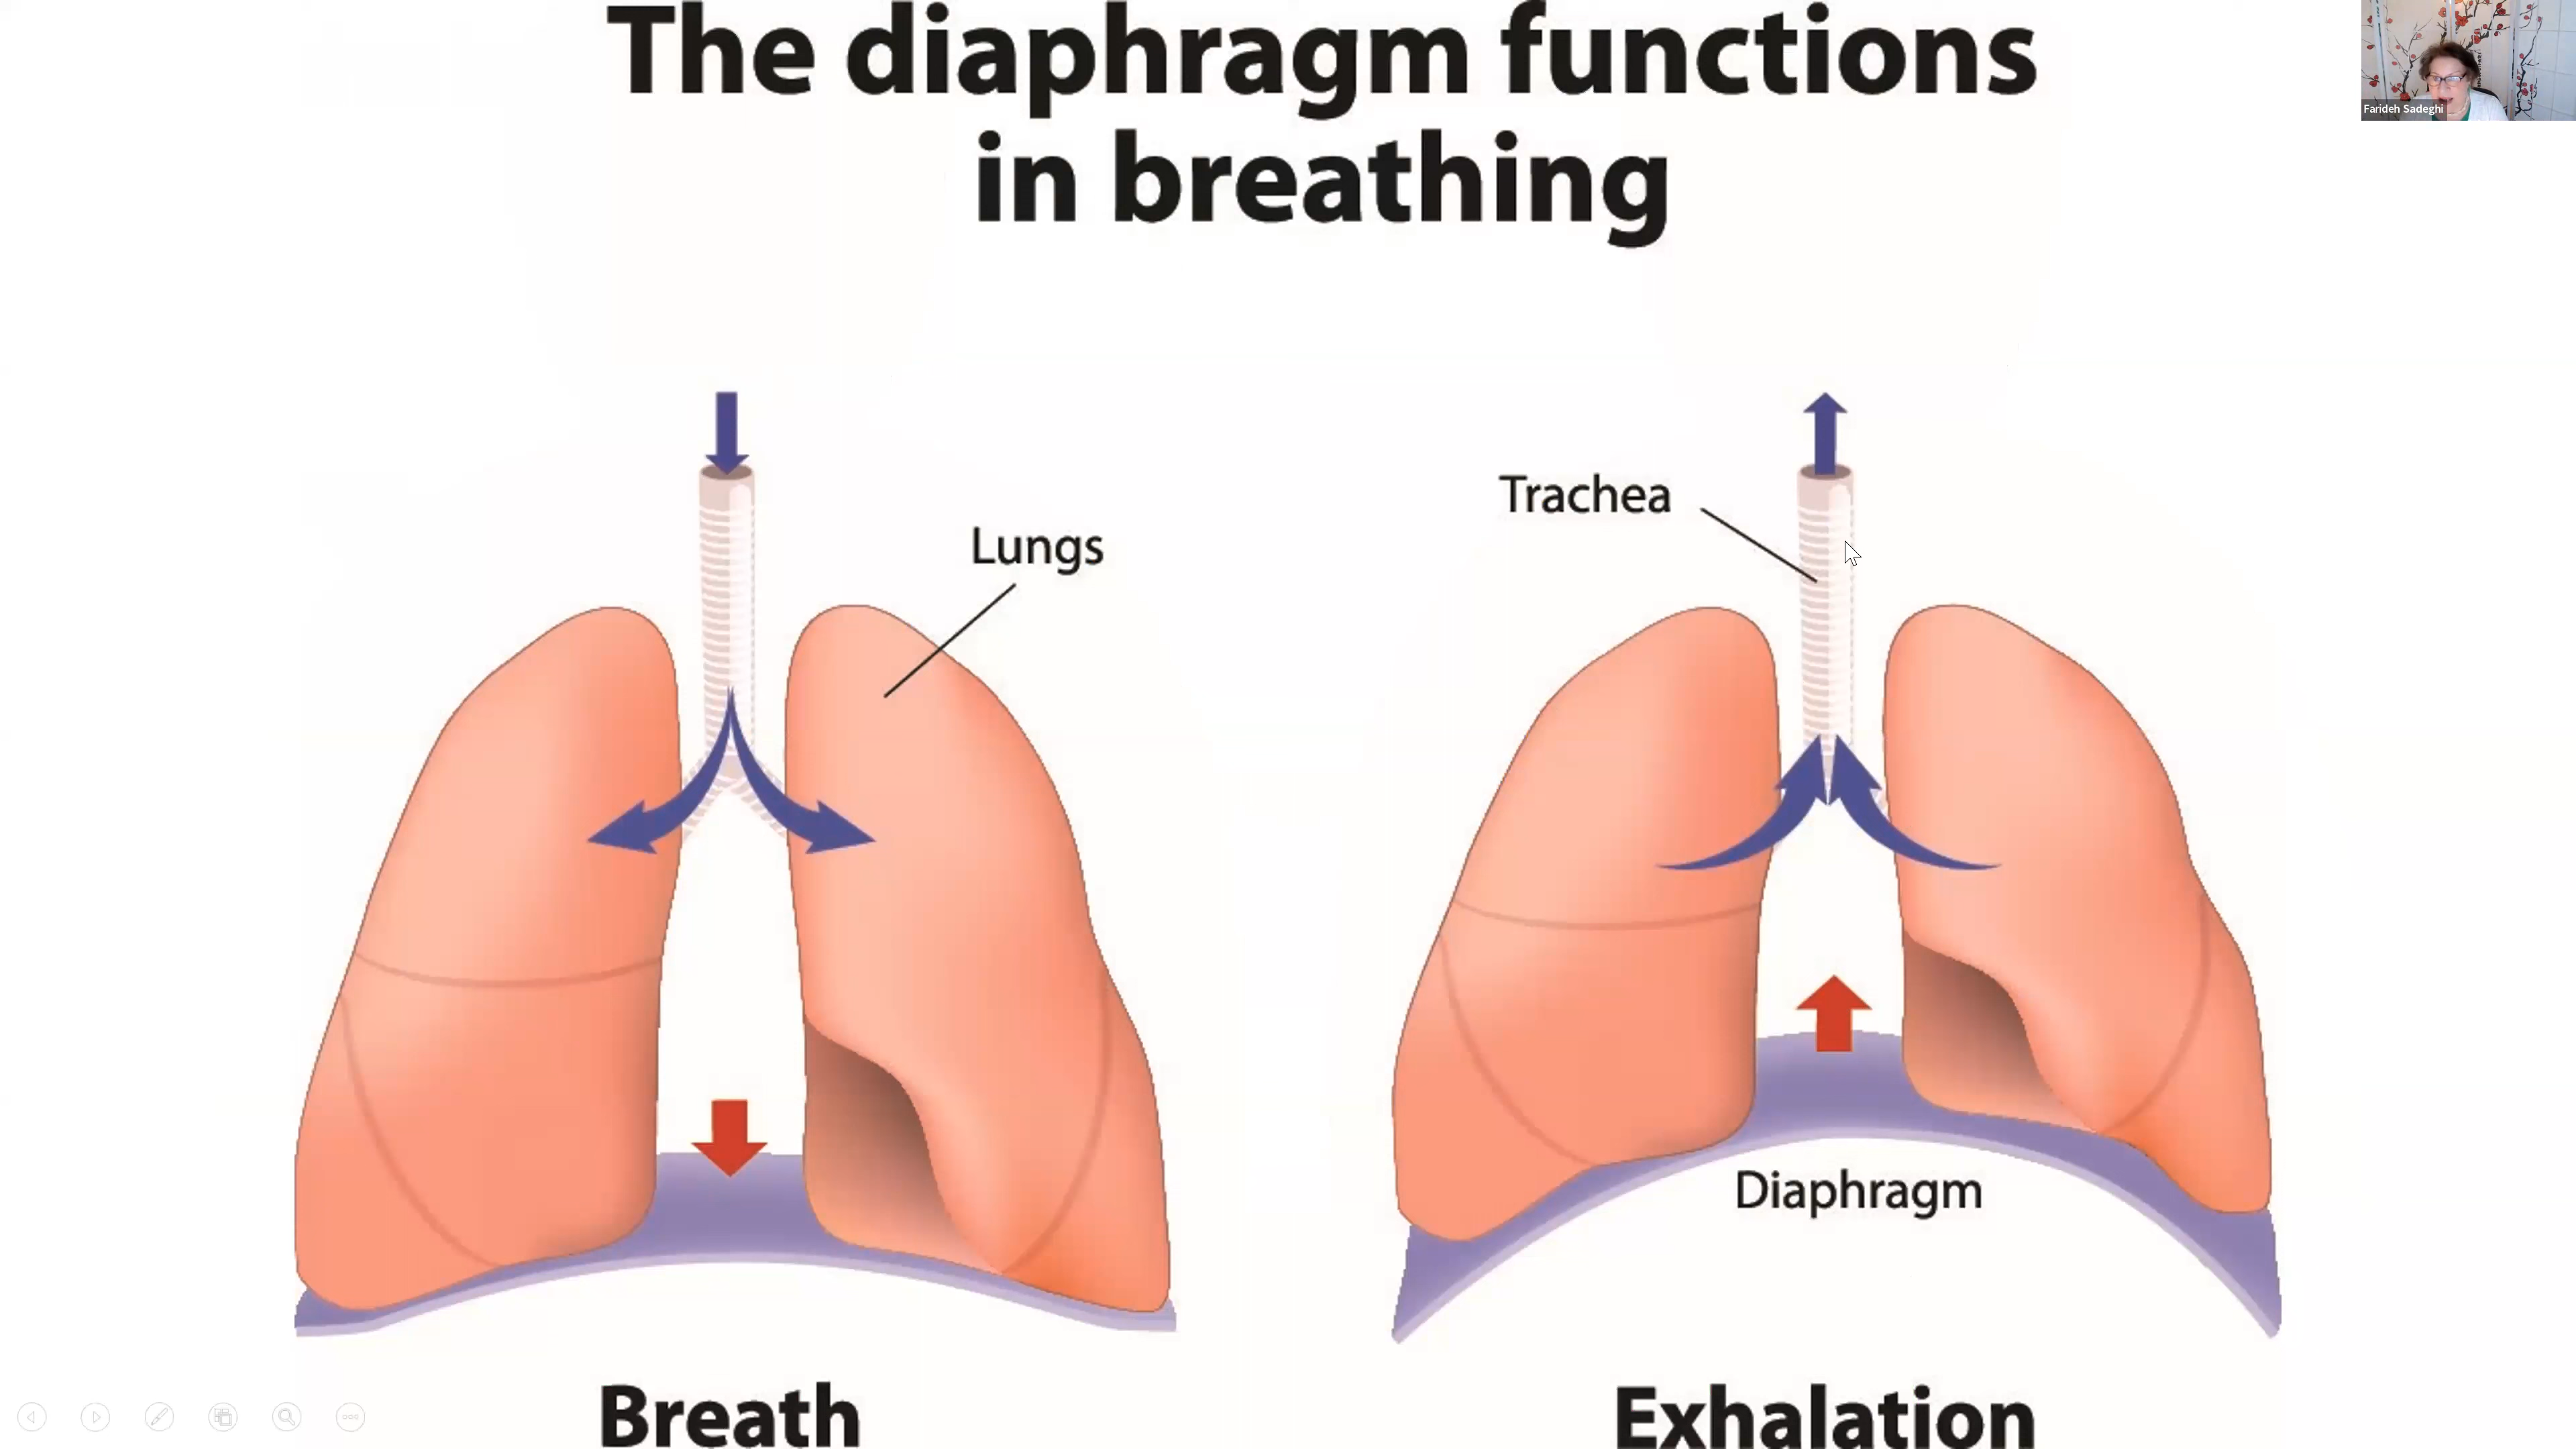 The diaphragm functions
in breathing
Farideh Sadeghi
Lungs
Trachea
Diaphragm
Breath
Exhalation